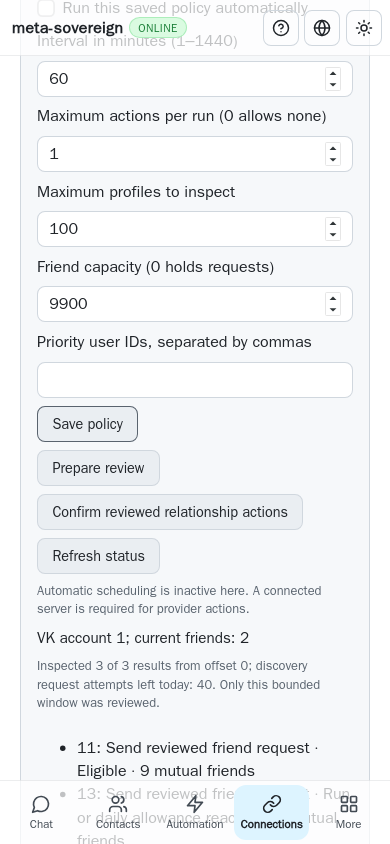 Run this saved policy automatically
meta-sovereign ONLINE
Interval in minutes (1–1440)
60
Maximum actions per run (0 allows none)
1
Maximum profiles to inspect
100
Friend capacity (0 holds requests)
9900
Priority user IDs, separated by commas
Save policy
Prepare review
Confirm reviewed relationship actions
Refresh status
Automatic scheduling is inactive here. A connected
server is required for provider actions.
VK account 1; current friends: 2
Inspected 3 of 3 results from offset 0; discovery
request attempts left today: 40. Only this bounded
window was reviewed.
• 11: Send reviewed friend request ·
Eligible · 9 mutual friends
• 13: Send reviewed friend · Run
or daily allowance mutual
friends
Chat Contacts Automation Connections More